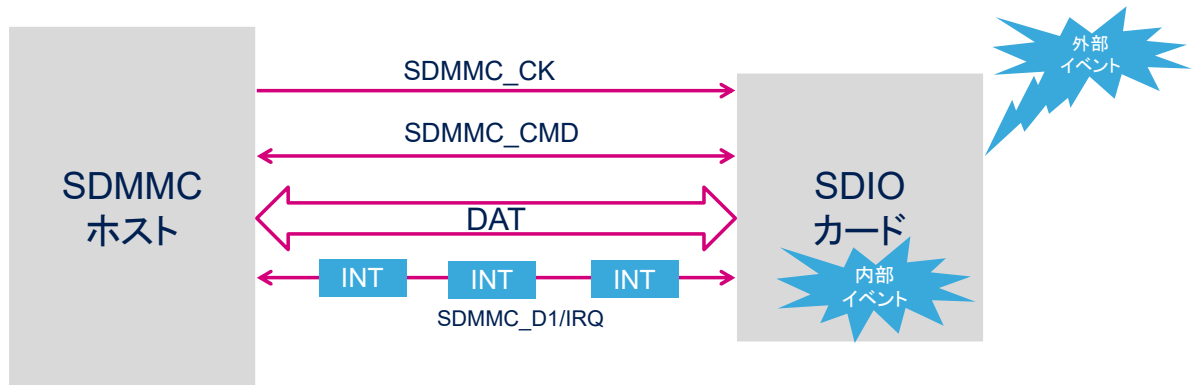 外部
イベント
SDMMC_CK
SDMMC_CMD
SDMMC
ホスト
SDIO
カード
DAT
INT
INT
INT
内部
イベント
SDMMC_D1/IRQ